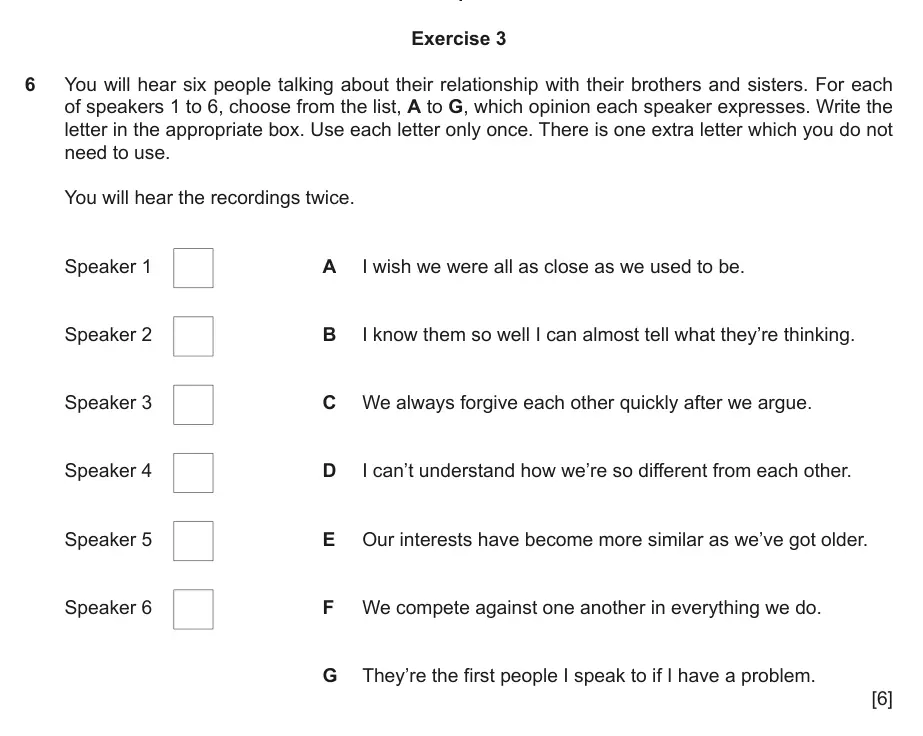 Exercise 3
6 You will hear six people talking about their relationship with their brothers and sisters. For each
of speakers 1 to 6, choose from the list, A to G, which opinion each speaker expresses. Write the
letter in the appropriate box. Use each letter only once. There is one extra letter which you do not
need to use.
You will hear the recordings twice.
Speaker 1 A I wish we were all as close as we used to be.
Speaker 2 B I know them so well I can almost tell what they’re thinking.
Speaker 3 C We always forgive each other quickly after we argue.
Speaker 4 D I can’t understand how we’re so different from each other.
Speaker 5 E Our interests have become more similar as we’ve got older.
Speaker 6 F We compete against one another in everything we do.
G They’re the first people I speak to if I have a problem.
[6]